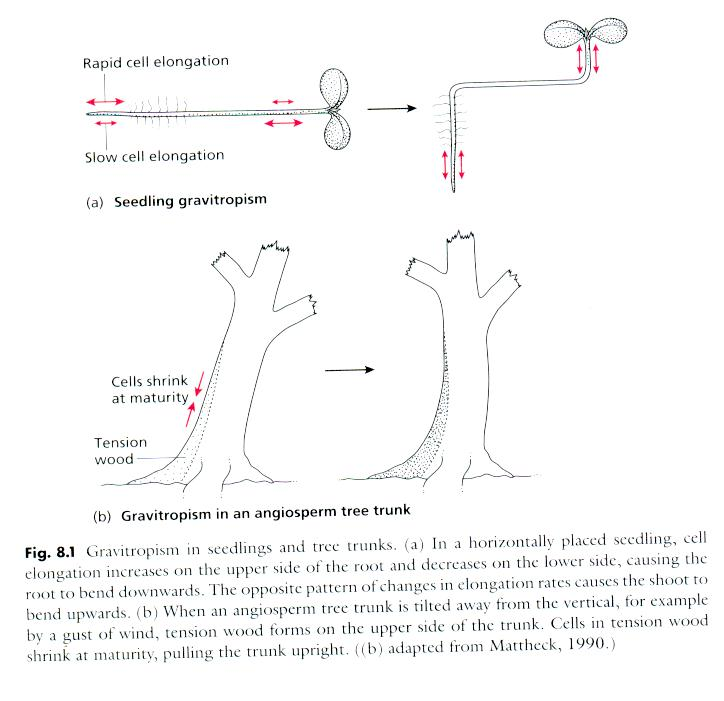 Rapid cell elongation
Slow cell elongation
(a) Seedling gravitropism
Cells shrink
at maturity
Tension
wood
(b) Gravitropism in an angiosperm tree trunk
Fig. 8.1 Gravitropism in seedlings and tree trunks. (a) In a horizontally placed seedling, cell
elongation increases on the upper side of the root and decreases on the lower side, causing the
root to bend downwards. The opposite pattern of changes in elongation rates causes the shoot to
bend upwards. (b) When an angiosperm tree trunk is tilted away from the vertical, for example
by a gust of wind, tension wood forms on the upper side of the trunk. Cells in tension wood
shrink at maturity, pulling the trunk upright. ((b) adapted from Mattheck, 1990.)